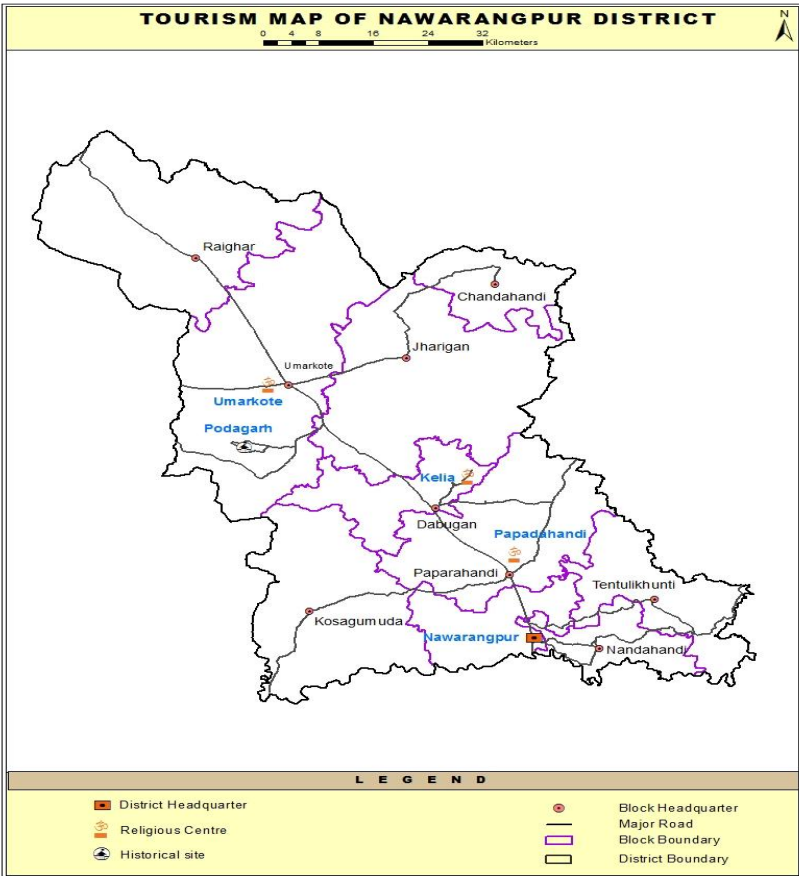 TOURISM MAP OF NAWARANGPUR DISTRICT
N
0 4 8 16 24 32
Kilometers
Raighar
Chandahandi
Jharigan
Umarkote
Umarkote
Podagarh
Kelia
Dabugan
Papadahandi
Paparahandi
Tentulikhunti
Kosagumuda
Nawarangpur
Nandahandi
LEGEND
District Headquarter
Religious Centre
Historical site
Block Headquarter
Major Road
Block Boundary
District Boundary